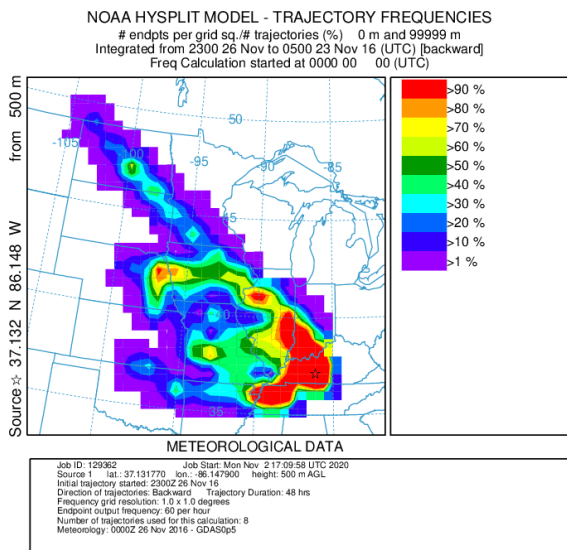 NOAA HYSPLIT MODEL - TRAJECTORY FREQUENCIES
# endpts per grid sq./# trajectories (%) 0 m and 99999 m
Integrated from 2300 26 Nov to 0500 23 Nov 16 (UTC) [backward]
Freq Calculation started at 0000 00 00 (UTC)
Source ☆ 37.132 N 86.148 W from 500 m
50
-105
-100
-95
-85
45
-90
40
35
>90 %
>80 %
>70 %
>60 %
>50 %
>40 %
>30 %
>20 %
>10 %
>1 %
METEOROLOGICAL DATA
Job ID: 129362 Job Start: Mon Nov 2 17:09:58 UTC 2020
Source 1 lat.: 37.131770 lon.: -86.147900 height: 500 m AGL
Initial trajectory started: 2300Z 26 Nov 16
Direction of trajectories: Backward Trajectory Duration: 48 hrs
Frequency grid resolution: 1.0 x 1.0 degrees
Endpoint output frequency: 60 per hour
Number of trajectories used for this calculation: 8
Meteorology: 0000Z 26 Nov 2016 - GDAS0p5